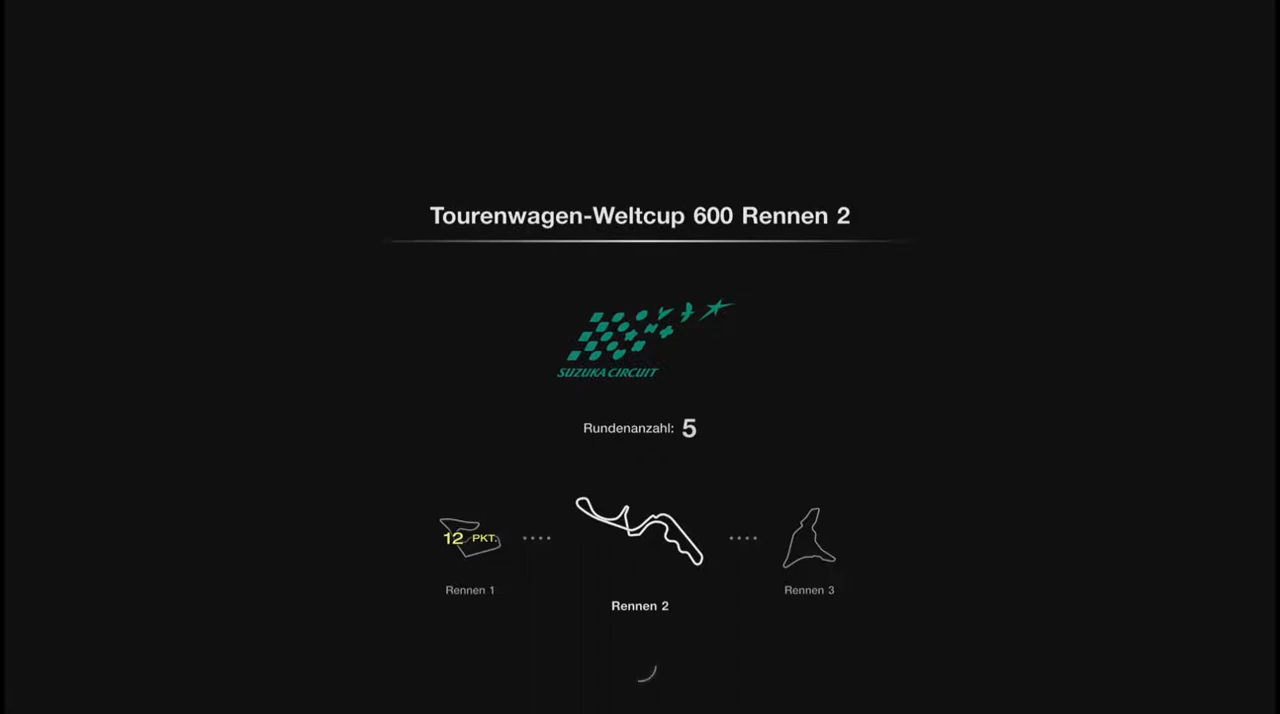 Tourenwagen-Weltcup 600 Rennen 2
SUZUKA CIRCUIT
Rundenanzahl: 5
12 PKT.
Rennen 1
Rennen 2
Rennen 3